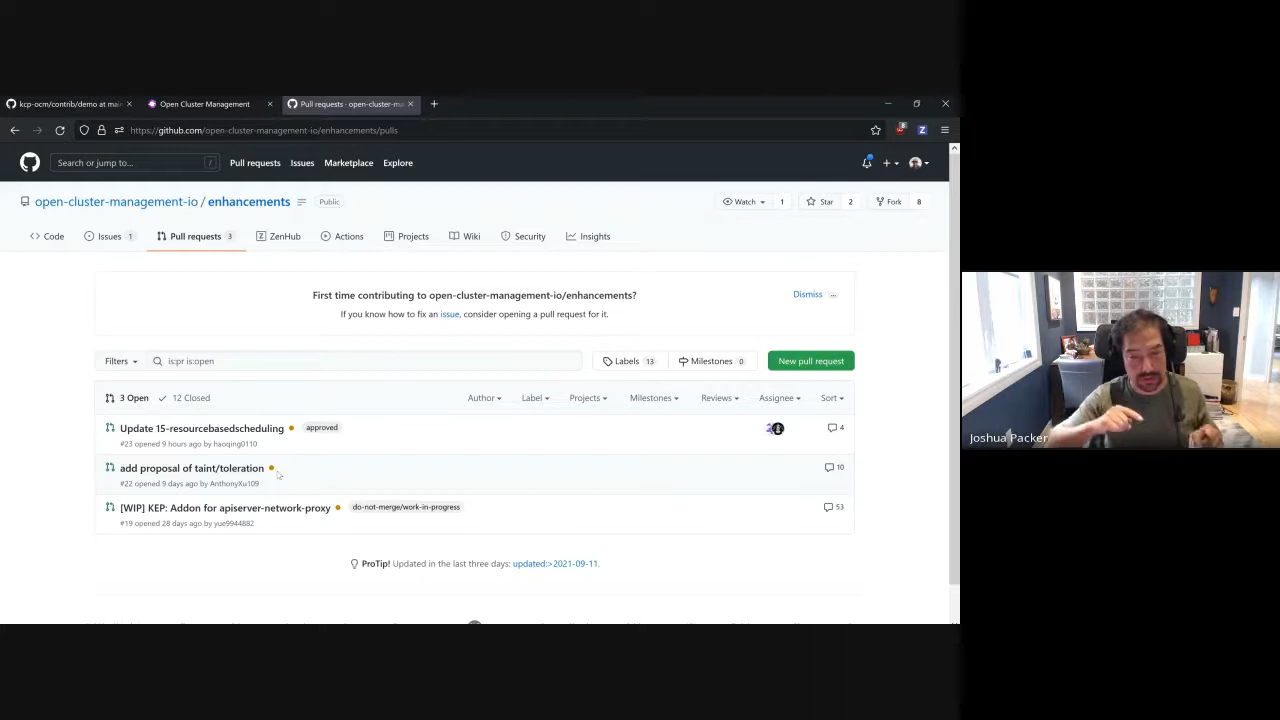 kcp-ocm/contrib/demo at main
Open Cluster Management
Pull requests · open-cluster-ma
https://github.com/open-cluster-management-io/enhancements/pulls
8
Z
Search or jump to...
/
Pull requests
Issues
Marketplace
Explore
open-cluster-management-io / enhancements
Public
Watch
1
Star
2
Fork
8
Code
Issues 1
Pull requests 3
ZenHub
Actions
Projects
Wiki
Security
Insights
First time contributing to open-cluster-management-io/enhancements?
Dismiss
If you know how to fix an issue, consider opening a pull request for it.
Filters
is:pr is:open
Labels 13
Milestones 0
New pull request
3 Open
12 Closed
Author
Label
Projects
Milestones
Reviews
Assignee
Sort
Update 15-resourcebasedscheduling
approved
4
#23 opened 9 hours ago by haoqing0110
add proposal of taint/toleration
10
#22 opened 9 days ago by AnthonyXu109
[WIP] KEP: Addon for apiserver-network-proxy
do-not-merge/work-in-progress
53
#19 opened 28 days ago by yue9944882
ProTip! Updated in the last three days: updated:>2021-09-11.
Joshua Packer